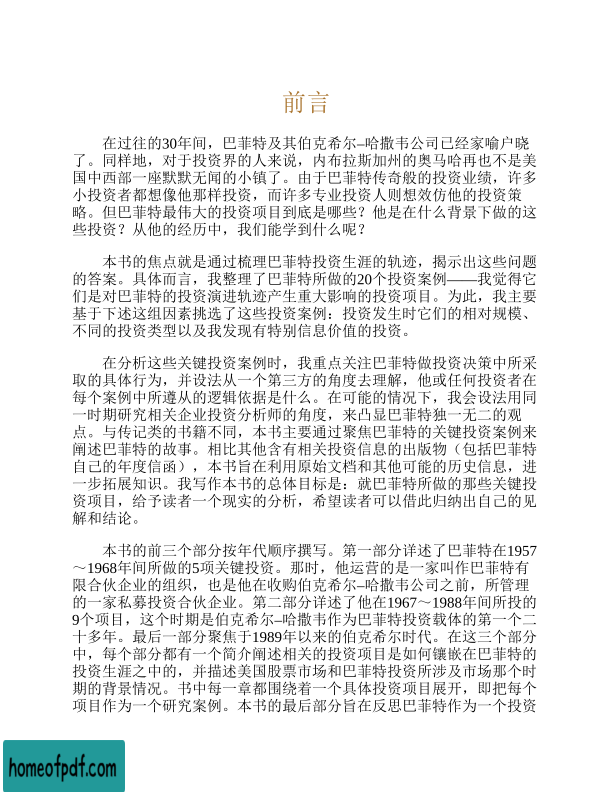 前言
在过往的30年间，巴菲特及其伯克希尔–哈撒韦公司已经家喻户晓
了。同样地，对于投资界的人来说，内布拉斯加州的奥马哈再也不是美
国中西部一座默默无闻的小镇了。由于巴菲特传奇般的投资业绩，许多
小投资者都想像他那样投资，而许多专业投资人则想效仿他的投资策
略。但巴菲特最伟大的投资项目到底是哪些？他是在什么背景下做的这
些投资？从他的经历中，我们能学到什么呢？
本书的焦点就是通过梳理巴菲特投资生涯的轨迹，揭示出这些问题
的答案。具体而言，我整理了巴菲特所做的20个投资案例——我觉得它
们是对巴菲特的投资演进轨迹产生重大影响的投资项目。为此，我主要
基于下述这组因素挑选了这些投资案例：投资发生时它们的相对规模、
不同的投资类型以及我发现有特别信息价值的投资。
在分析这些关键投资案例时，我重点关注巴菲特做投资决策中所采
取的具体行为，并设法从一个第三方的角度去理解，他或任何投资者在
每个案例中所遵从的逻辑依据是什么。在可能的情况下，我会设法用同
一时期研究相关企业投资分析师的角度，来凸显巴菲特独一无二的观
点。与传记类的书籍不同，本书主要通过聚焦巴菲特的关键投资案例来
阐述巴菲特的故事。相比其他含有相关投资信息的出版物（包括巴菲特
自己的年度信函），本书旨在利用原始文档和其他可能的历史信息，进
一步拓展知识。我写作本书的总体目标是：就巴菲特所做的那些关键投
资项目，给予读者一个现实的分析，希望读者可以借此归纳出自己的见
解和结论。
本书的前三个部分按年代顺序撰写。第一部分详述了巴菲特在1957
～1968年间所做的5项关键投资。那时，他运营的是一家叫作巴菲特有
限合伙企业的组织，也是他在收购伯克希尔–哈撒韦公司之前，所管理
的一家私募投资合伙企业。第二部分详述了他在1967～1988年间所投的
9个项目，这个时期是伯克希尔–哈撒韦作为巴菲特投资载体的第一个二
十多年。最后一部分聚焦于1989年以来的伯克希尔时代。在这三个部分
中，每个部分都有一个简介阐述相关的投资项目是如何镶嵌在巴菲特的
投资生涯之中的，并描述美国股票市场和巴菲特投资所涉及市场那个时
期的背景情况。书中每一章都围绕着一个具体投资项目展开，即把每个
项目作为一个研究案例。本书的最后部分旨在反思巴菲特作为一个投资
homeofpdf.com